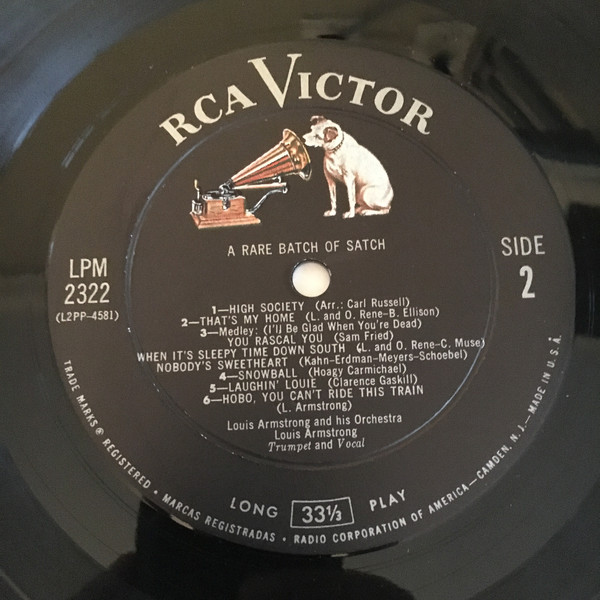 RCA VICTOR
A RARE BATCH OF SATCH
LPM
2322
(L2PP-4581)
SIDE
2
1—HIGH SOCIETY (Arr.: Carl Russell)
2—THAT'S MY HOME (L. and O. Rene-B. Ellison)
3—Medley: (I'll Be Glad When You're Dead)
YOU RASCAL YOU (Sam Fried)
WHEN IT'S SLEEPY TIME DOWN SOUTH (L. and O. Rene-C. Muse)
NOBODY'S SWEETHEART (Kahn-Erdman-Meyers-Schoebel)
4—SNOWBALL (Hoagy Carmichael)
5—LAUGHIN' LOUIE (Clarence Gaskill)
6—HOBO, YOU CAN'T RIDE THIS TRAIN
(L. Armstrong)
Louis Armstrong and his Orchestra
Louis Armstrong
Trumpet and Vocal
LONG 33⅓ PLAY
TRADE MARKS® REGISTERED • MARCAS REGISTRADAS • RADIO CORPORATION OF AMERICA—CAMDEN, N.J.—MADE IN U.S.A.